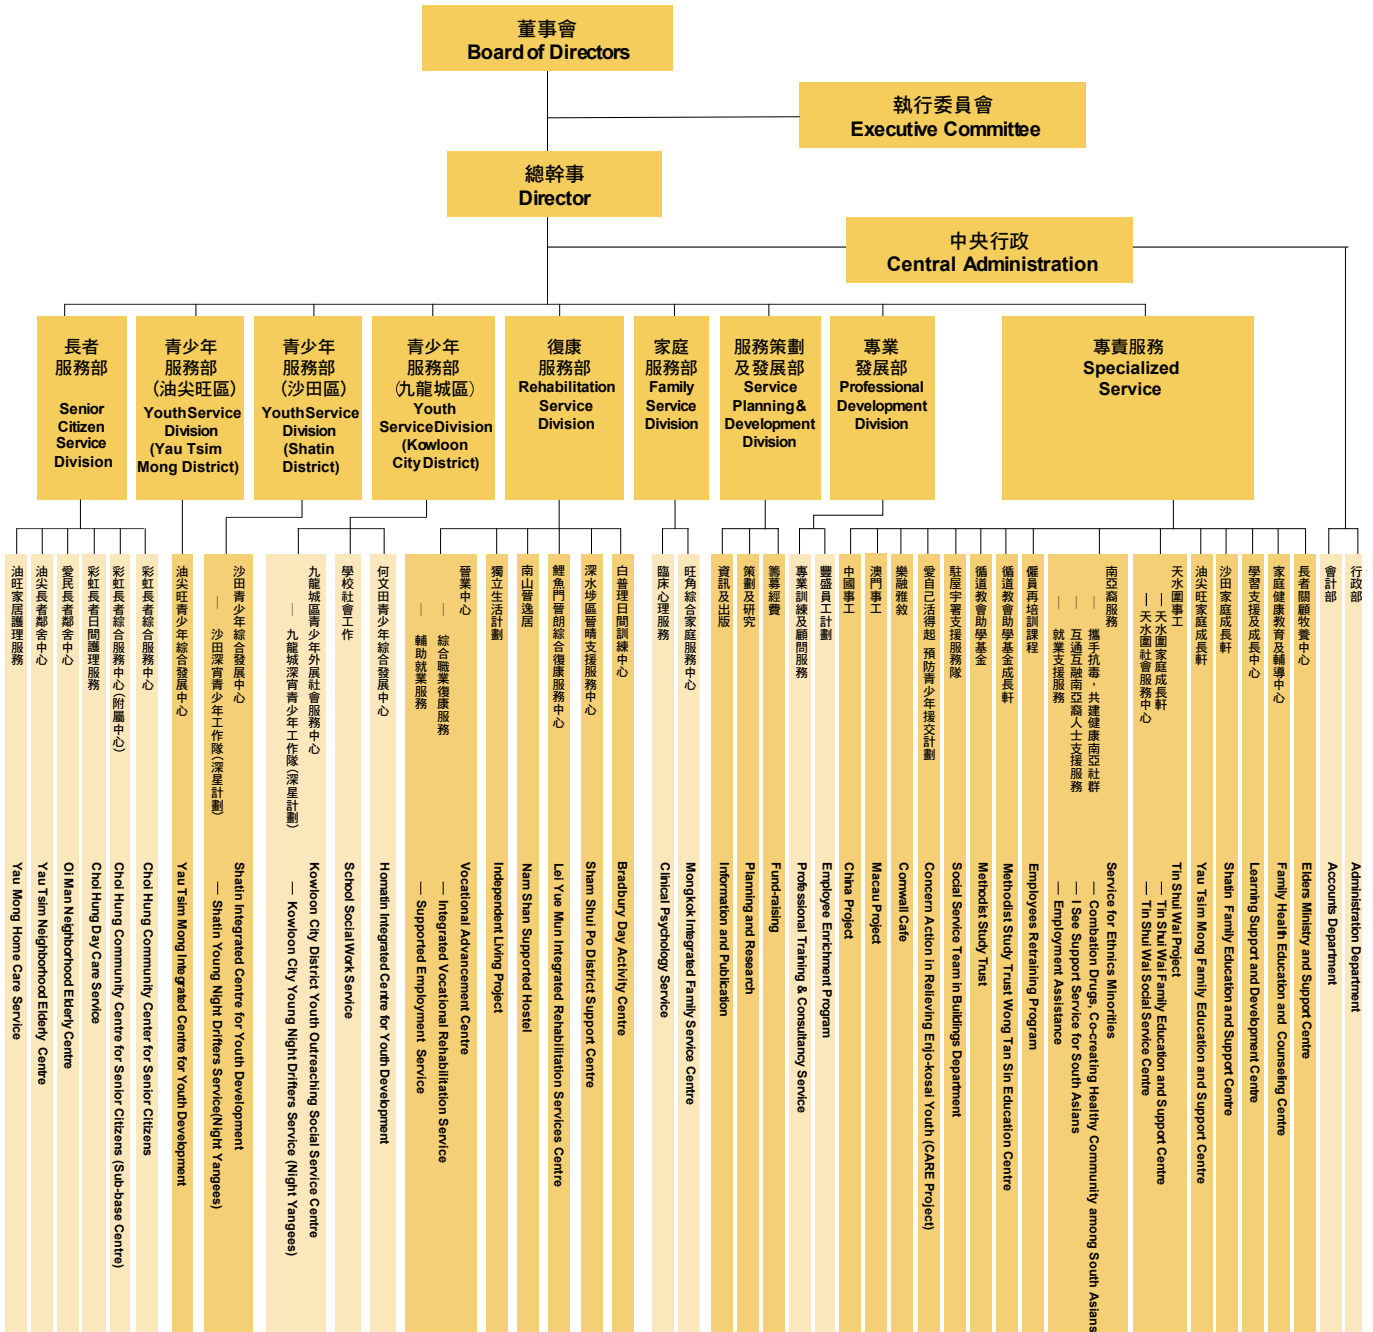 董事會
Board of Directors
執行委員會
Executive Committee
總幹事
Director
中央行政
Central Administration
長者
服務部
Senior
Citizen
Service
Division
青少年
服務部
(油尖旺區)
Youth Service
Division
(Yau Tsim
Mong District)
青少年
服務部
(沙田區)
Youth Service
Division
(Shatin
District)
青少年
服務部
(九龍城區)
Youth
Service Division
(Kowloon
City District)
復康
服務部
Rehabilitation
Service
Division
家庭
服務部
Family
Service
Division
服務策劃
及發展部
Service
Planning &
Development
Division
專業
發展部
Professional
Development
Division
專責服務
Specialized
Service
油旺家居護理服務
Yau Mong Home Care Service
油尖長者鄰舍中心
Yau Tsim Neighborhood Elderly Centre
愛民長者鄰舍中心
Oi Man Neighborhood Elderly Centre
彩虹長者日間護理服務
Choi Hung Day Care Service
彩虹長者綜合服務中心(附屬中心)
Choi Hung Community Centre for Senior Citizens (Sub-base Centre)
彩虹長者綜合服務中心
Choi Hung Community Center for Senior Citizens
油尖旺青少年綜合發展中心
Yau Tsim Mong Integrated Centre for Youth Development
沙田青少年綜合發展中心
— 沙田深宵青少年工作隊(深星計劃)
Shatin Integrated Centre for Youth Development
— Shatin Young Night Drifters Service(Night Yangees)
九龍城區青少年外展社會服務中心
— 九龍城深宵青少年工作隊(深星計劃)
Kowloon City District Youth Outreaching Social Service Centre
— Kowloon City Young Night Drifters Service (Night Yangees)
學校社會工作
School Social Work Service
何文田青少年綜合發展中心
Homatin Integrated Centre for Youth Development
晉業中心
— 綜合職業復康服務
— 輔助就業服務
Vocational Advancement Centre
— Integrated Vocational Rehabilitation Service
— Supported Employment Service
獨立生活計劃
Independent Living Project
南山晉逸居
Nam Shan Supported Hostel
鯉魚門晉朗綜合復康服務中心
Lei Yue Mun Integrated Rehabilitation Services Centre
深水埗區晉晴支援服務中心
Sham Shui Po District Support Centre
白普理日間訓練中心
Bradbury Day Activity Centre
臨床心理服務
Clinical Psychology Service
旺角綜合家庭服務中心
Mongkok Integrated Family Service Centre
資訊及出版
Information and Publication
策劃及研究
Planning and Research
籌募經費
Fund-raising
專業訓練及顧問服務
Professional Training & Consultancy Service
豐盛員工計劃
Employee Enrichment Program
中國事工
China Project
澳門事工
Macau Project
樂融雅敘
Cornwall Cafe
愛自己活得起 預防青少年援交計劃
Concern Action in Relieving Enjo-kosai Youth (CARE Project)
駐屋宇署支援服務隊
Social Service Team in Buildings Department
循道教會助學基金
Methodist Study Trust
循道教會助學基金成長軒
Methodist Study Trust Wong Tan Sin Education Centre
僱員再培訓課程
Employees Retraining Program
南亞裔服務
— 攜手抗毒．共建健康南亞社群
— 互通互融南亞裔人士支援服務
— 就業支援服務
Service for Ethnics Minorities
— Combation Drugs, Co-creating Healthy Community among South Asians
— I See Support Service for South Asians
— Employment Assistance
天水圍事工
— 天水圍家庭成長軒
— 天水圍社會服務中心
Tin Shui Wai Project
— Tin Shui Wai Family Education and Support Centre
— Tin Shui Wai Social Service Centre
油尖旺家庭成長軒
Yau Tsim Mong Family Education and Support Centre
沙田家庭成長軒
Shatin Family Education and Support Centre
學習支援及成長中心
Learning Support and Development Centre
家庭健康教育及輔導中心
Family Health Education and Counseling Centre
長者關顧牧養中心
Elders Ministry and Support Centre
會計部
Accounts Department
行政部
Administration Department